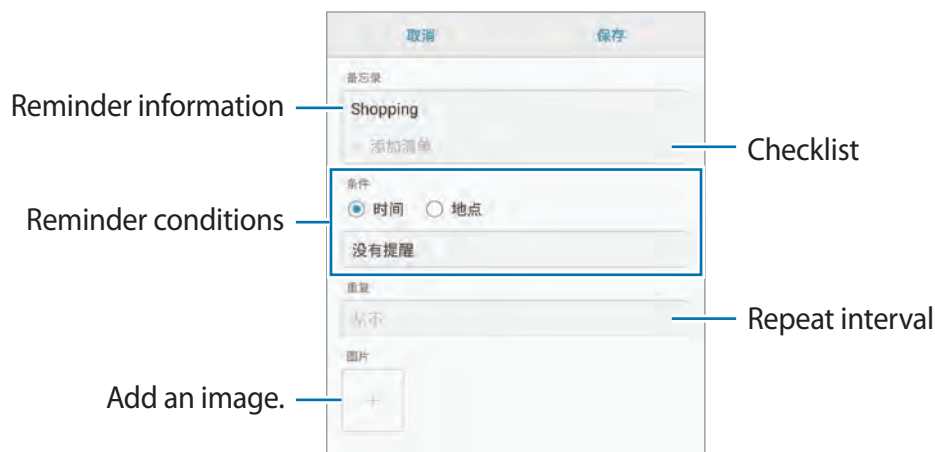 取消 保存
备忘录
Reminder information
Shopping
添加清单
Checklist
条件
时间 地点
Reminder conditions
没有提醒
重复
从不
Repeat interval
图片
Add an image.